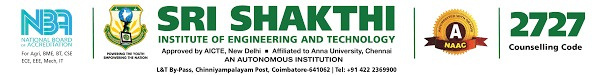 NBA
NATIONAL BOARD
of ACCREDITATION
For Agri, BME, BT, CSE
ECE, EEE, Mech, IT
POWERING THE YOUTH
EMPOWERING THE NATION
SRI SHAKTHI
INSTITUTE OF ENGINEERING AND TECHNOLOGY
Approved by AICTE, New Delhi ■ Affiliated to Anna University, Chennai
AN AUTONOMOUS INSTITUTION
L&T By-Pass, Chinniyampalayam Post, Coimbatore-641062 | Tel: +91 422 2369900
A
NAAC
2727
Counselling Code